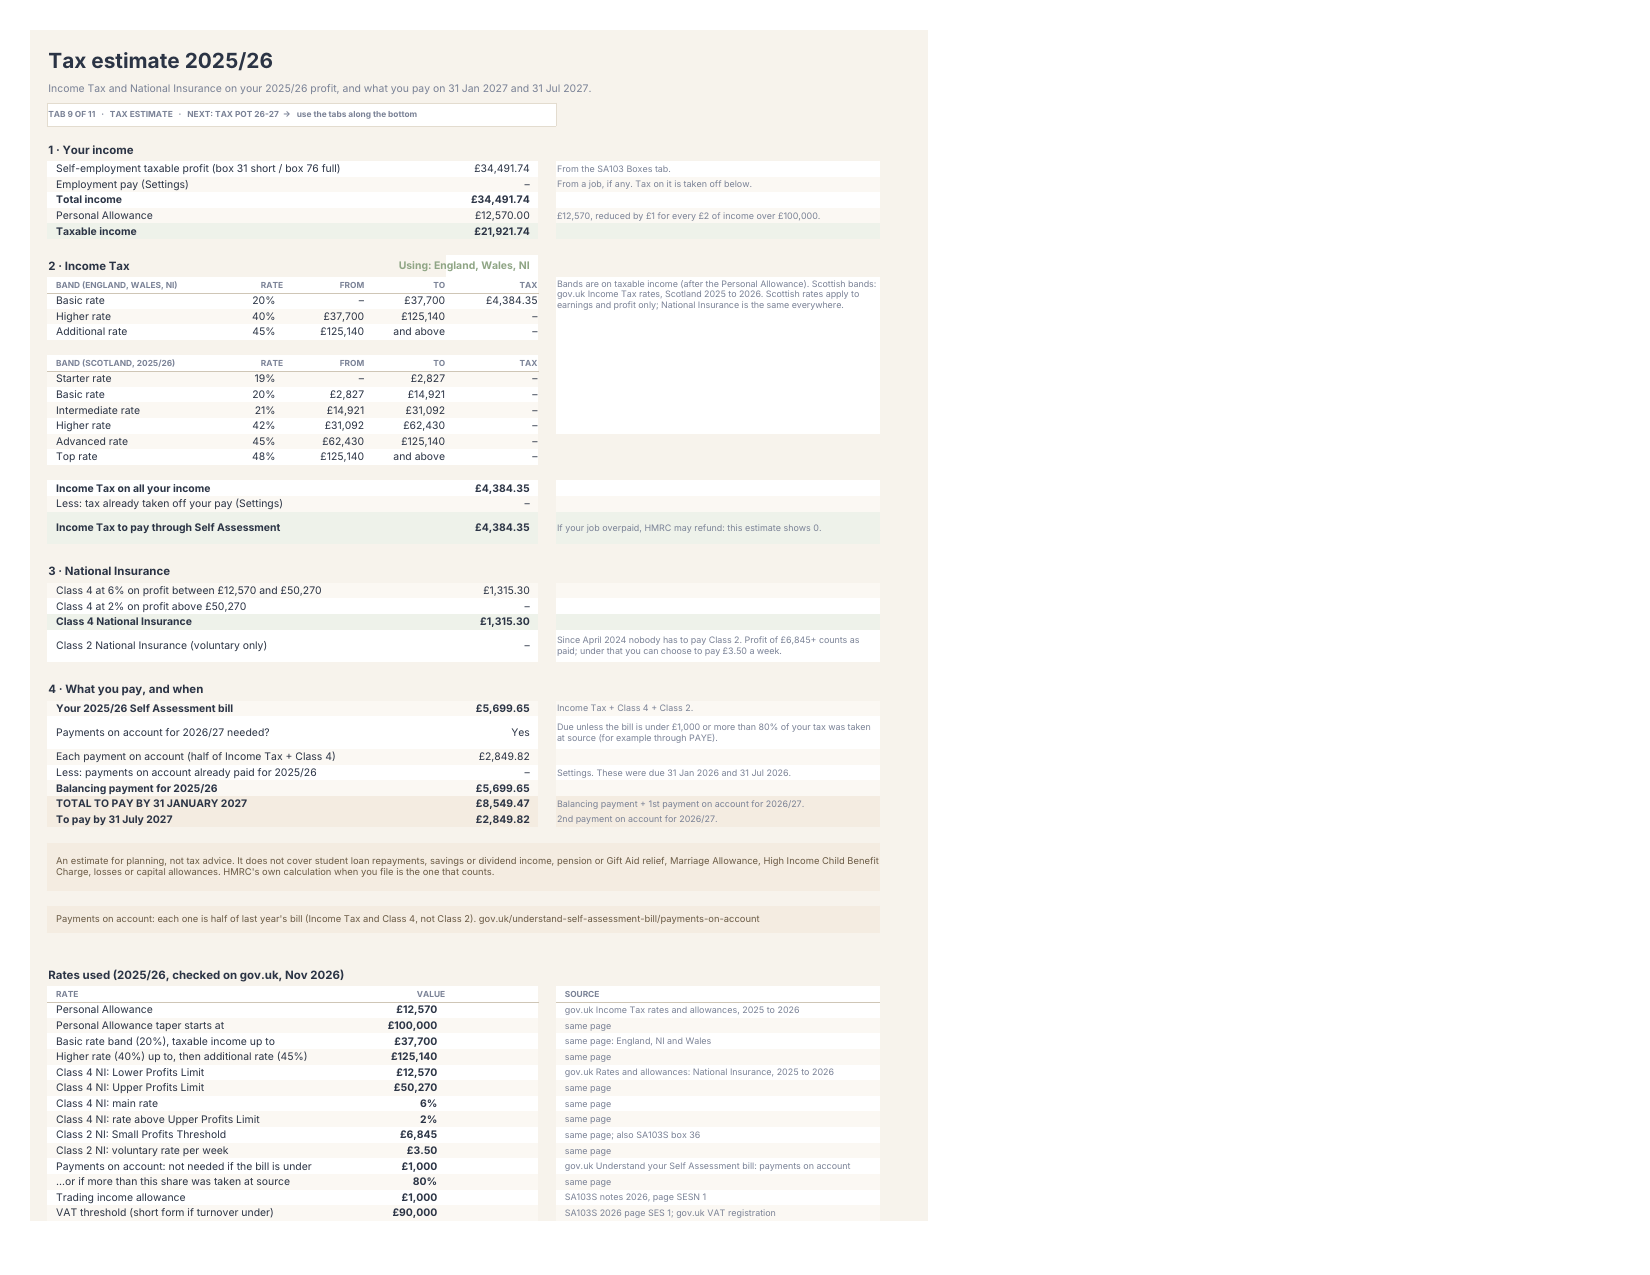 Tax estimate 2025/26
Income Tax and National Insurance on your 2025/26 profit, and what you pay on 31 Jan 2027 and 31 Jul 2027.
TAB 9 OF 11 · TAX ESTIMATE · NEXT: TAX POT 26-27 → use the tabs along the bottom
1 · Your income
Self-employment taxable profit (box 31 short / box 76 full) £34,491.74 From the SA103 Boxes tab.
Employment pay (Settings) – From a job, if any. Tax on it is taken off below.
Total income £34,491.74
Personal Allowance £12,570.00 £12,570, reduced by £1 for every £2 of income over £100,000.
Taxable income £21,921.74
2 · Income Tax Using: England, Wales, NI
BAND (ENGLAND, WALES, NI) RATE FROM TO TAX
Basic rate 20% – £37,700 £4,384.35
Higher rate 40% £37,700 £125,140 –
Additional rate 45% £125,140 and above –
Bands are on taxable income (after the Personal Allowance). Scottish bands:
gov.uk Income Tax rates, Scotland 2025 to 2026. Scottish rates apply to
earnings and profit only; National Insurance is the same everywhere.
BAND (SCOTLAND, 2025/26) RATE FROM TO TAX
Starter rate 19% – £2,827 –
Basic rate 20% £2,827 £14,921 –
Intermediate rate 21% £14,921 £31,092 –
Higher rate 42% £31,092 £62,430 –
Advanced rate 45% £62,430 £125,140 –
Top rate 48% £125,140 and above –
Income Tax on all your income £4,384.35
Less: tax already taken off your pay (Settings) –
Income Tax to pay through Self Assessment £4,384.35 If your job overpaid, HMRC may refund: this estimate shows 0.
3 · National Insurance
Class 4 at 6% on profit between £12,570 and £50,270 £1,315.30
Class 4 at 2% on profit above £50,270 –
Class 4 National Insurance £1,315.30
Class 2 National Insurance (voluntary only) –
Since April 2024 nobody has to pay Class 2. Profit of £6,845+ counts as
paid; under that you can choose to pay £3.50 a week.
4 · What you pay, and when
Your 2025/26 Self Assessment bill £5,699.65 Income Tax + Class 4 + Class 2.
Payments on account for 2026/27 needed? Yes
Due unless the bill is under £1,000 or more than 80% of your tax was taken
at source (for example through PAYE).
Each payment on account (half of Income Tax + Class 4) £2,849.82
Less: payments on account already paid for 2025/26 – Settings. These were due 31 Jan 2026 and 31 Jul 2026.
Balancing payment for 2025/26 £5,699.65
TOTAL TO PAY BY 31 JANUARY 2027 £8,549.47 Balancing payment + 1st payment on account for 2026/27.
To pay by 31 July 2027 £2,849.82 2nd payment on account for 2026/27.
An estimate for planning, not tax advice. It does not cover student loan repayments, savings or dividend income, pension or Gift Aid relief, Marriage Allowance, High Income Child Benefit
Charge, losses or capital allowances. HMRC's own calculation when you file is the one that counts.
Payments on account: each one is half of last year's bill (Income Tax and Class 4, not Class 2). gov.uk/understand-self-assessment-bill/payments-on-account
Rates used (2025/26, checked on gov.uk, Nov 2026)
RATE VALUE SOURCE
Personal Allowance £12,570 gov.uk Income Tax rates and allowances, 2025 to 2026
Personal Allowance taper starts at £100,000 same page
Basic rate band (20%), taxable income up to £37,700 same page: England, NI and Wales
Higher rate (40%) up to, then additional rate (45%) £125,140 same page
Class 4 NI: Lower Profits Limit £12,570 gov.uk Rates and allowances: National Insurance, 2025 to 2026
Class 4 NI: Upper Profits Limit £50,270 same page
Class 4 NI: main rate 6% same page
Class 4 NI: rate above Upper Profits Limit 2% same page
Class 2 NI: Small Profits Threshold £6,845 same page; also SA103S box 36
Class 2 NI: voluntary rate per week £3.50 same page
Payments on account: not needed if the bill is under £1,000 gov.uk Understand your Self Assessment bill: payments on account
...or if more than this share was taken at source 80% same page
Trading income allowance £1,000 SA103S notes 2026, page SESN 1
VAT threshold (short form if turnover under) £90,000 SA103S 2026 page SES 1; gov.uk VAT registration